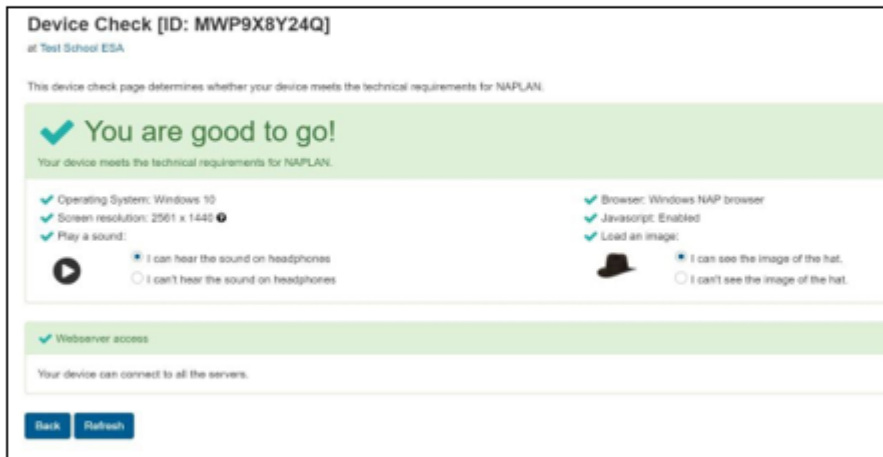 Device Check [ID: MWP9X8Y24Q]
at Test School ESA
This device check page determines whether your device meets the technical requirements for NAPLAN.
You are good to go!
Your device meets the technical requirements for NAPLAN.
Operating System: Windows 10
Screen resolution: 2561 x 1440 ?
Play a sound:
I can hear the sound on headphones
I can't hear the sound on headphones
Browser: Windows NAP browser
Javascript: Enabled
Load an image:
I can see the image of the hat.
I can't see the image of the hat.
Webserver access
Your device can connect to all the servers.
Back Refresh